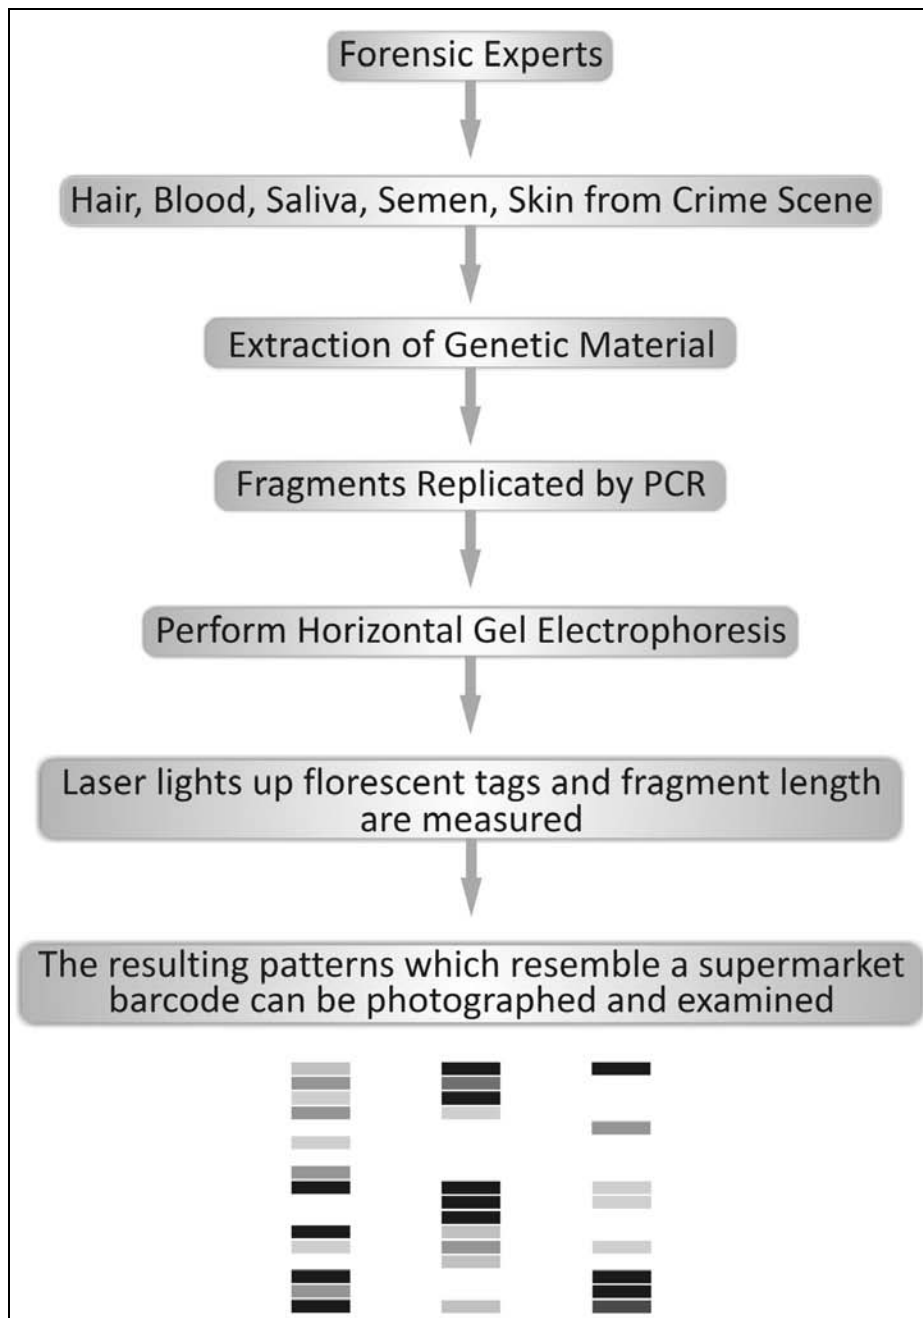 Forensic Experts
Hair, Blood, Saliva, Semen, Skin from Crime Scene
Extraction of Genetic Material
Fragments Replicated by PCR
Perform Horizontal Gel Electrophoresis
Laser lights up florescent tags and fragment length
are measured
The resulting patterns which resemble a supermarket
barcode can be photographed and examined